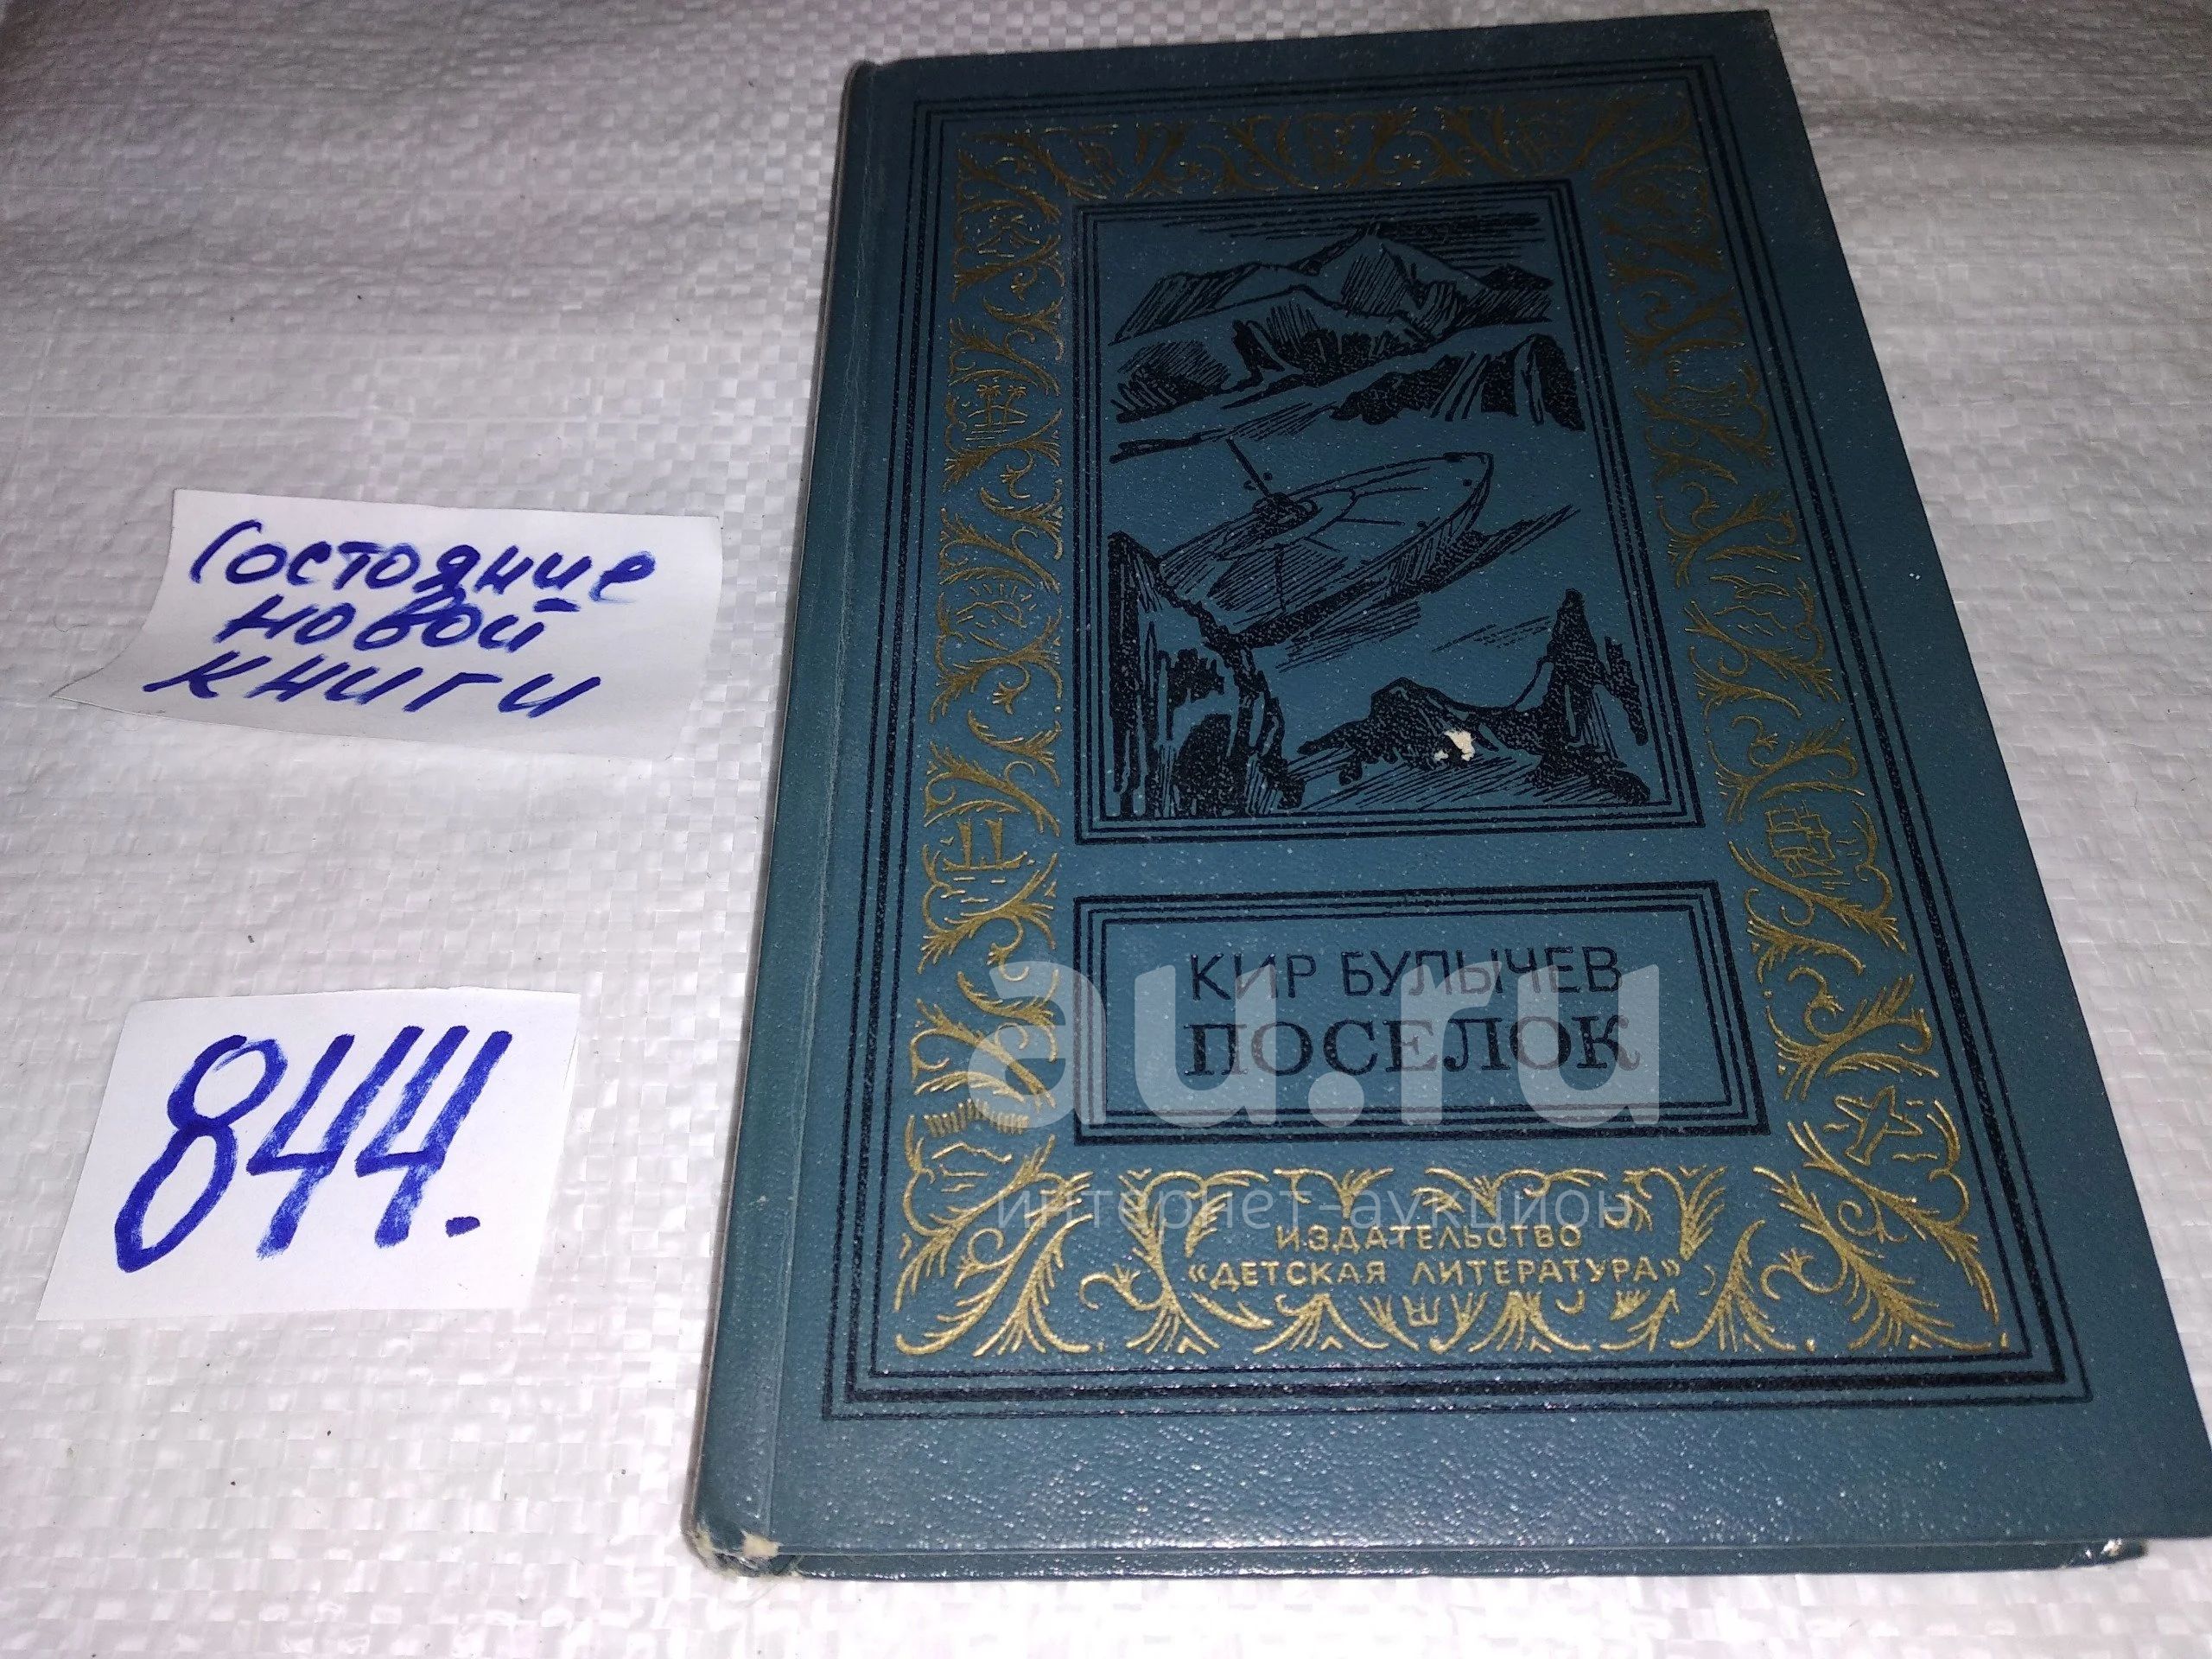 Состояние
новой
книги
844.
КИР БУЛЫЧЕВ
ПОСЕЛОК
au.ru
интернет-аукцион
ИЗДАТЕЛЬСТВО
«ДЕТСКАЯ ЛИТЕРАТУРА»